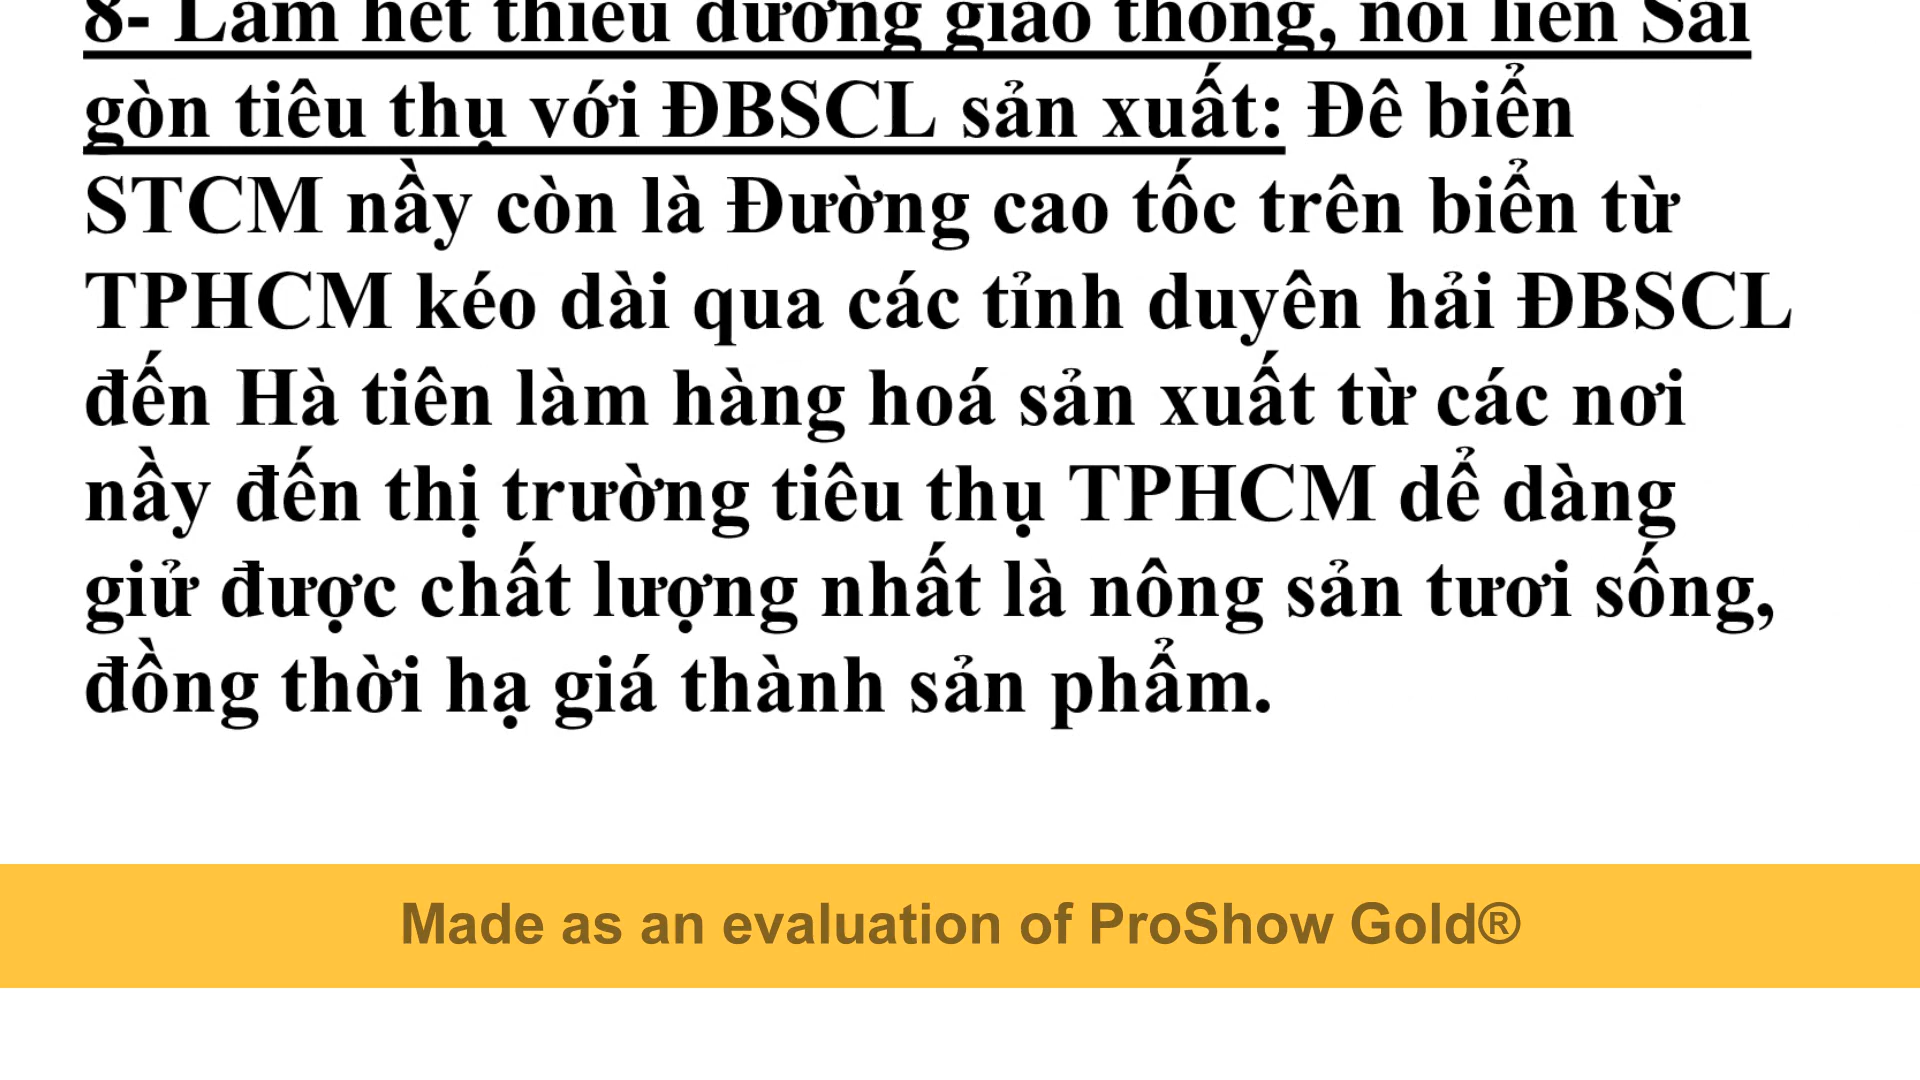 8- Làm hết thiếu đường giao thông, nối liền Sài
gòn tiêu thụ với ĐBSCL sản xuất: Đê biển
STCM nầy còn là Đường cao tốc trên biển từ
TPHCM kéo dài qua các tỉnh duyên hải ĐBSCL
đến Hà tiên làm hàng hoá sản xuất từ các nơi
nầy đến thị trường tiêu thụ TPHCM dể dàng
giử được chất lượng nhất là nông sản tươi sống,
đồng thời hạ giá thành sản phẩm.
Made as an evaluation of ProShow Gold®